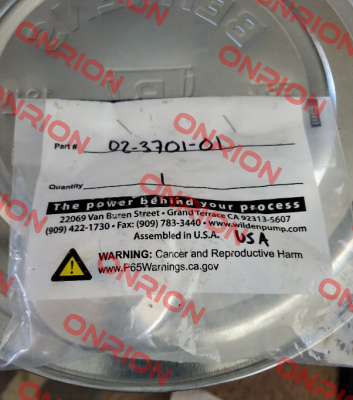 Part # 02-3701-01
Quantity 1
The power behind your process
22069 Van Buren Street • Grand Terrace CA 92313-5607
(909) 422-1730 • Fax: (909) 783-3440 • www.wildenpump.com
Assembled in U.S.A. USA
WARNING: Cancer and Reproductive Harm
www.P65Warnings.ca.gov
ONRION
ONRION
ONRION
ONRION
ONRION
ONRION
ONRION
ONRION
ONRION